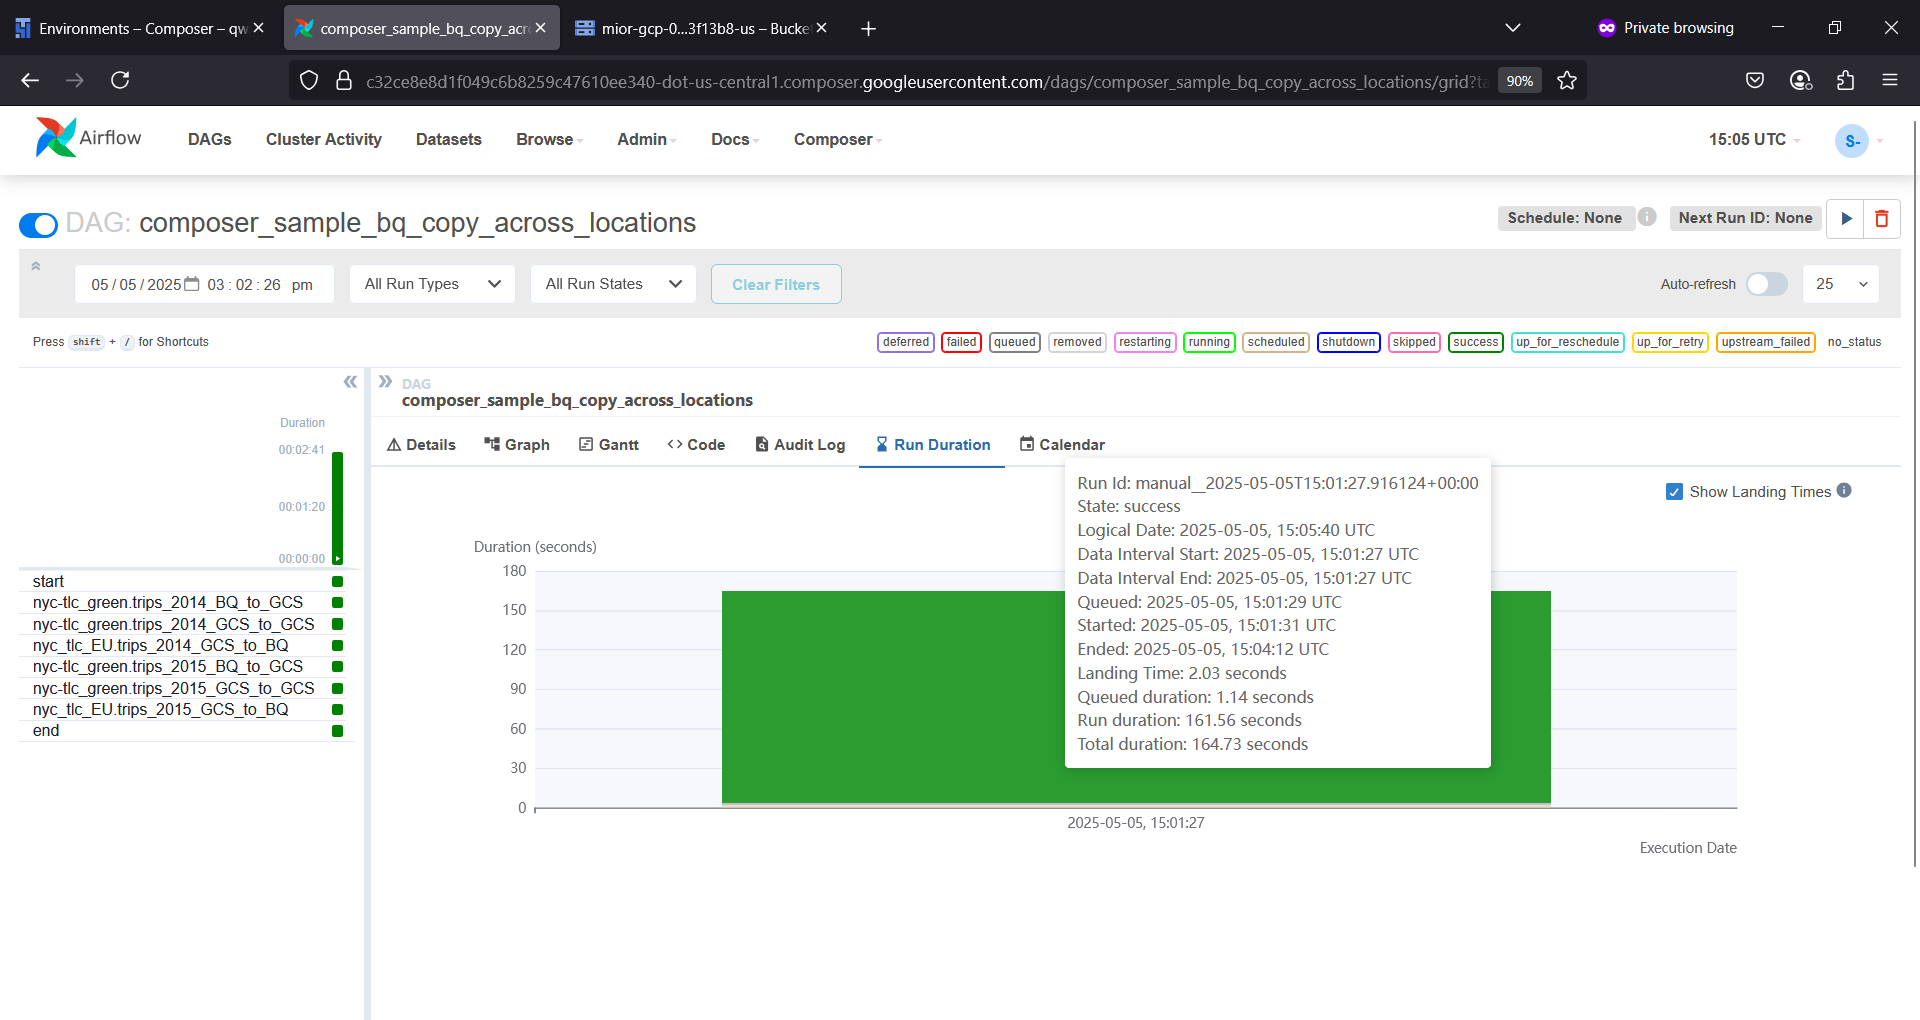 Environments – Composer – qw
composer_sample_bq_copy_acr
mior-gcp-0...3f13b8-us – Bucke
Private browsing
c32ce8e8d1f049c6b8259c47610ee340-dot-us-central1.composer.googleusercontent.com/dags/composer_sample_bq_copy_across_locations/grid?ta
90%
Airflow
DAGs
Cluster Activity
Datasets
Browse
Admin
Docs
Composer
15:05 UTC
S-
DAG: composer_sample_bq_copy_across_locations
Schedule: None
Next Run ID: None
05 / 05 / 2025 03 : 02 : 26 pm
All Run Types
All Run States
Clear Filters
Auto-refresh
25
Press shift + / for Shortcuts
deferred
failed
queued
removed
restarting
running
scheduled
shutdown
skipped
success
up_for_reschedule
up_for_retry
upstream_failed
no_status
Duration
00:02:41
00:01:20
00:00:00
start
nyc-tlc_green.trips_2014_BQ_to_GCS
nyc-tlc_green.trips_2014_GCS_to_GCS
nyc_tlc_EU.trips_2014_GCS_to_BQ
nyc-tlc_green.trips_2015_BQ_to_GCS
nyc-tlc_green.trips_2015_GCS_to_GCS
nyc_tlc_EU.trips_2015_GCS_to_BQ
end
DAG
composer_sample_bq_copy_across_locations
Details
Graph
Gantt
Code
Audit Log
Run Duration
Calendar
Show Landing Times
Run Id: manual__2025-05-05T15:01:27.916124+00:00
State: success
Logical Date: 2025-05-05, 15:05:40 UTC
Data Interval Start: 2025-05-05, 15:01:27 UTC
Data Interval End: 2025-05-05, 15:01:27 UTC
Queued: 2025-05-05, 15:01:29 UTC
Started: 2025-05-05, 15:01:31 UTC
Ended: 2025-05-05, 15:04:12 UTC
Landing Time: 2.03 seconds
Queued duration: 1.14 seconds
Run duration: 161.56 seconds
Total duration: 164.73 seconds
Duration (seconds)
180
150
120
90
60
30
0
2025-05-05, 15:01:27
Execution Date